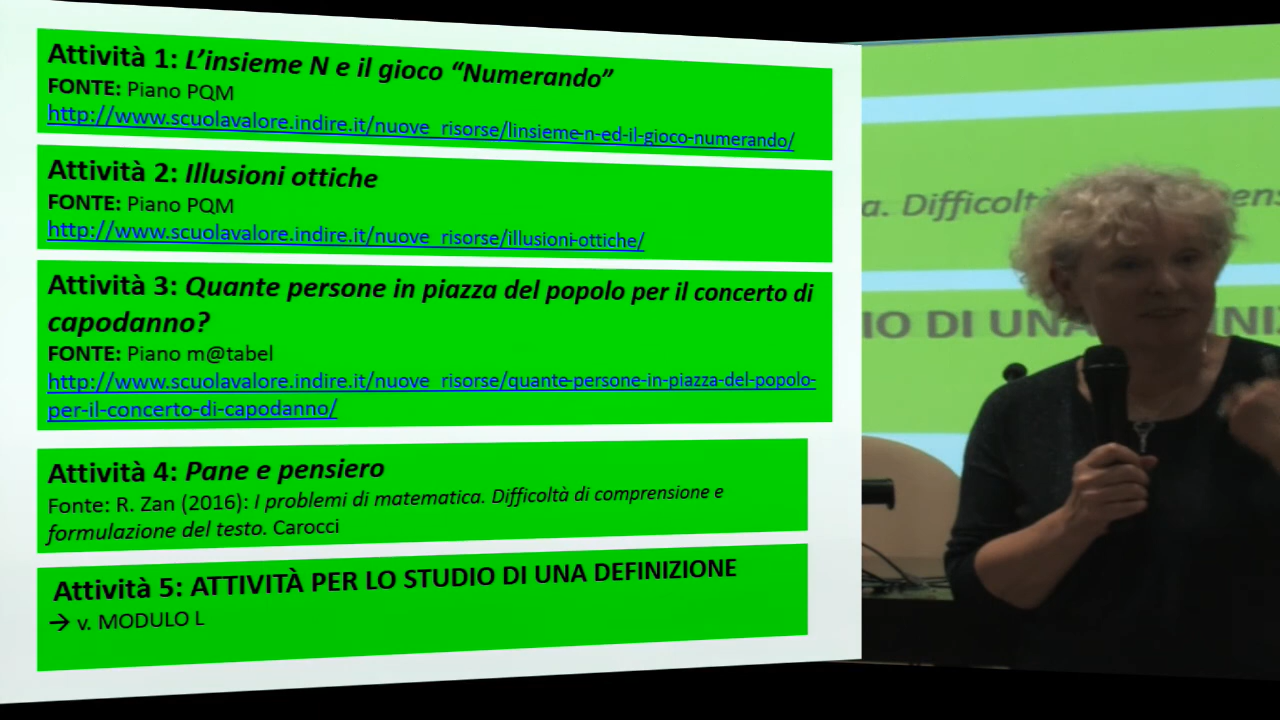 Attività 1: L'insieme N e il gioco “Numerando”
FONTE: Piano PQM
http://www.scuolavalore.indire.it/nuove_risorse/linsieme-n-ed-il-gioco-numerando/
Attività 2: Illusioni ottiche
FONTE: Piano PQM
http://www.scuolavalore.indire.it/nuove_risorse/illusioni-ottiche/
Attività 3: Quante persone in piazza del popolo per il concerto di
capodanno?
FONTE: Piano m@tabel
http://www.scuolavalore.indire.it/nuove_risorse/quante-persone-in-piazza-del-popolo-
per-il-concerto-di-capodanno/
Attività 4: Pane e pensiero
Fonte: R. Zan (2016): I problemi di matematica. Difficoltà di comprensione e
formulazione del testo. Carocci
Attività 5: ATTIVITÀ PER LO STUDIO DI UNA DEFINIZIONE
→ v. MODULO L
a. Difficolt
IO DI UNA